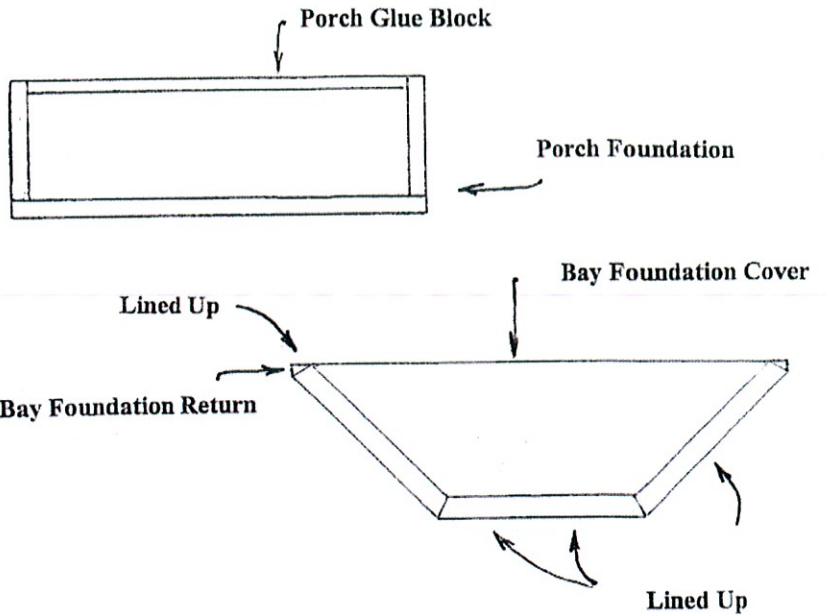 Porch Glue Block
Porch Foundation
Bay Foundation Cover
Lined Up
Bay Foundation Return
Lined Up